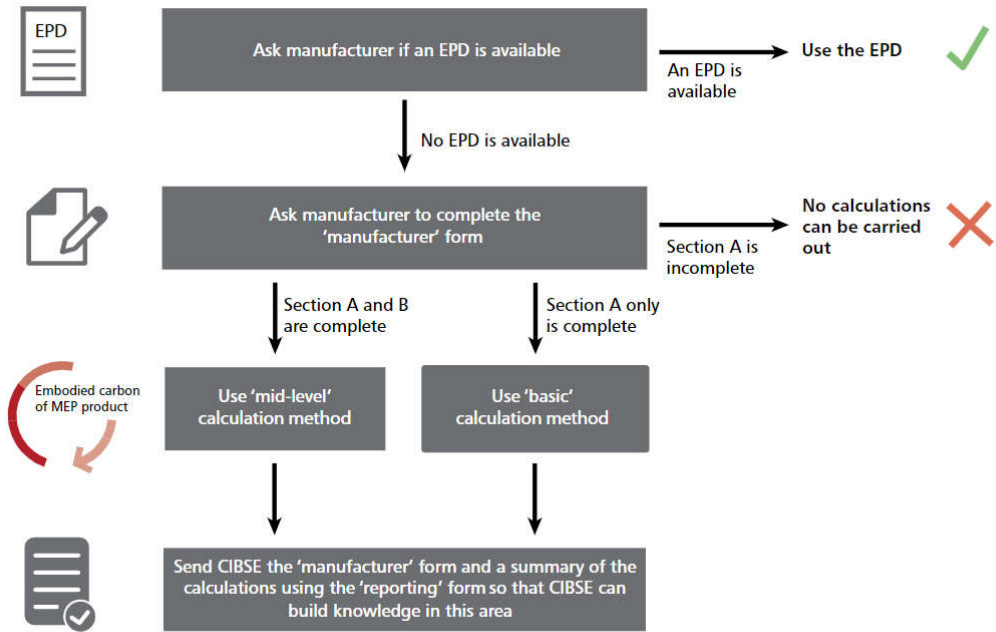 EPD
Ask manufacturer if an EPD is available
Use the EPD
An EPD is
available
No EPD is available
Ask manufacturer to complete the
‘manufacturer’ form
No calculations
can be carried
out
Section A is
incomplete
Section A and B
are complete
Section A only
is complete
Embodied carbon
of MEP product
Use ‘mid-level’
calculation method
Use ‘basic’
calculation method
Send CIBSE the ‘manufacturer’ form and a summary of the
calculations using the ‘reporting’ form so that CIBSE can
build knowledge in this area